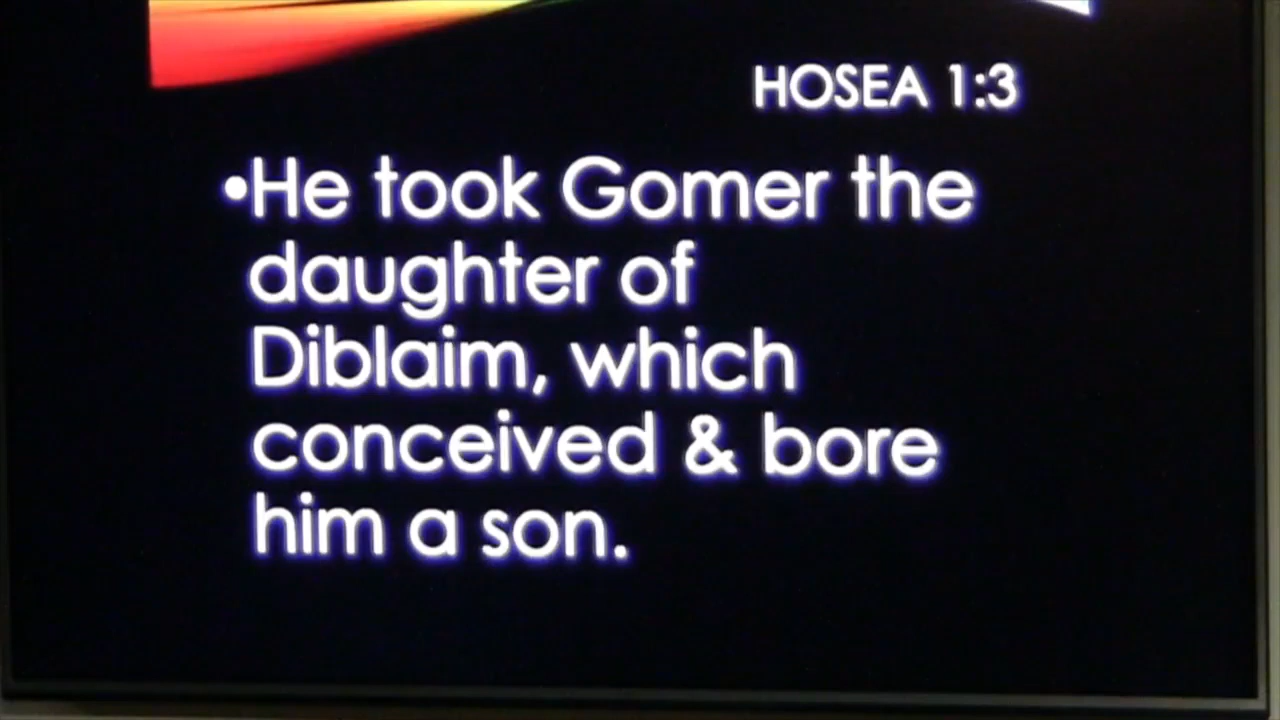 HOSEA 1:3
•He took Gomer the
daughter of
Diblaim, which
conceived & bore
him a son.